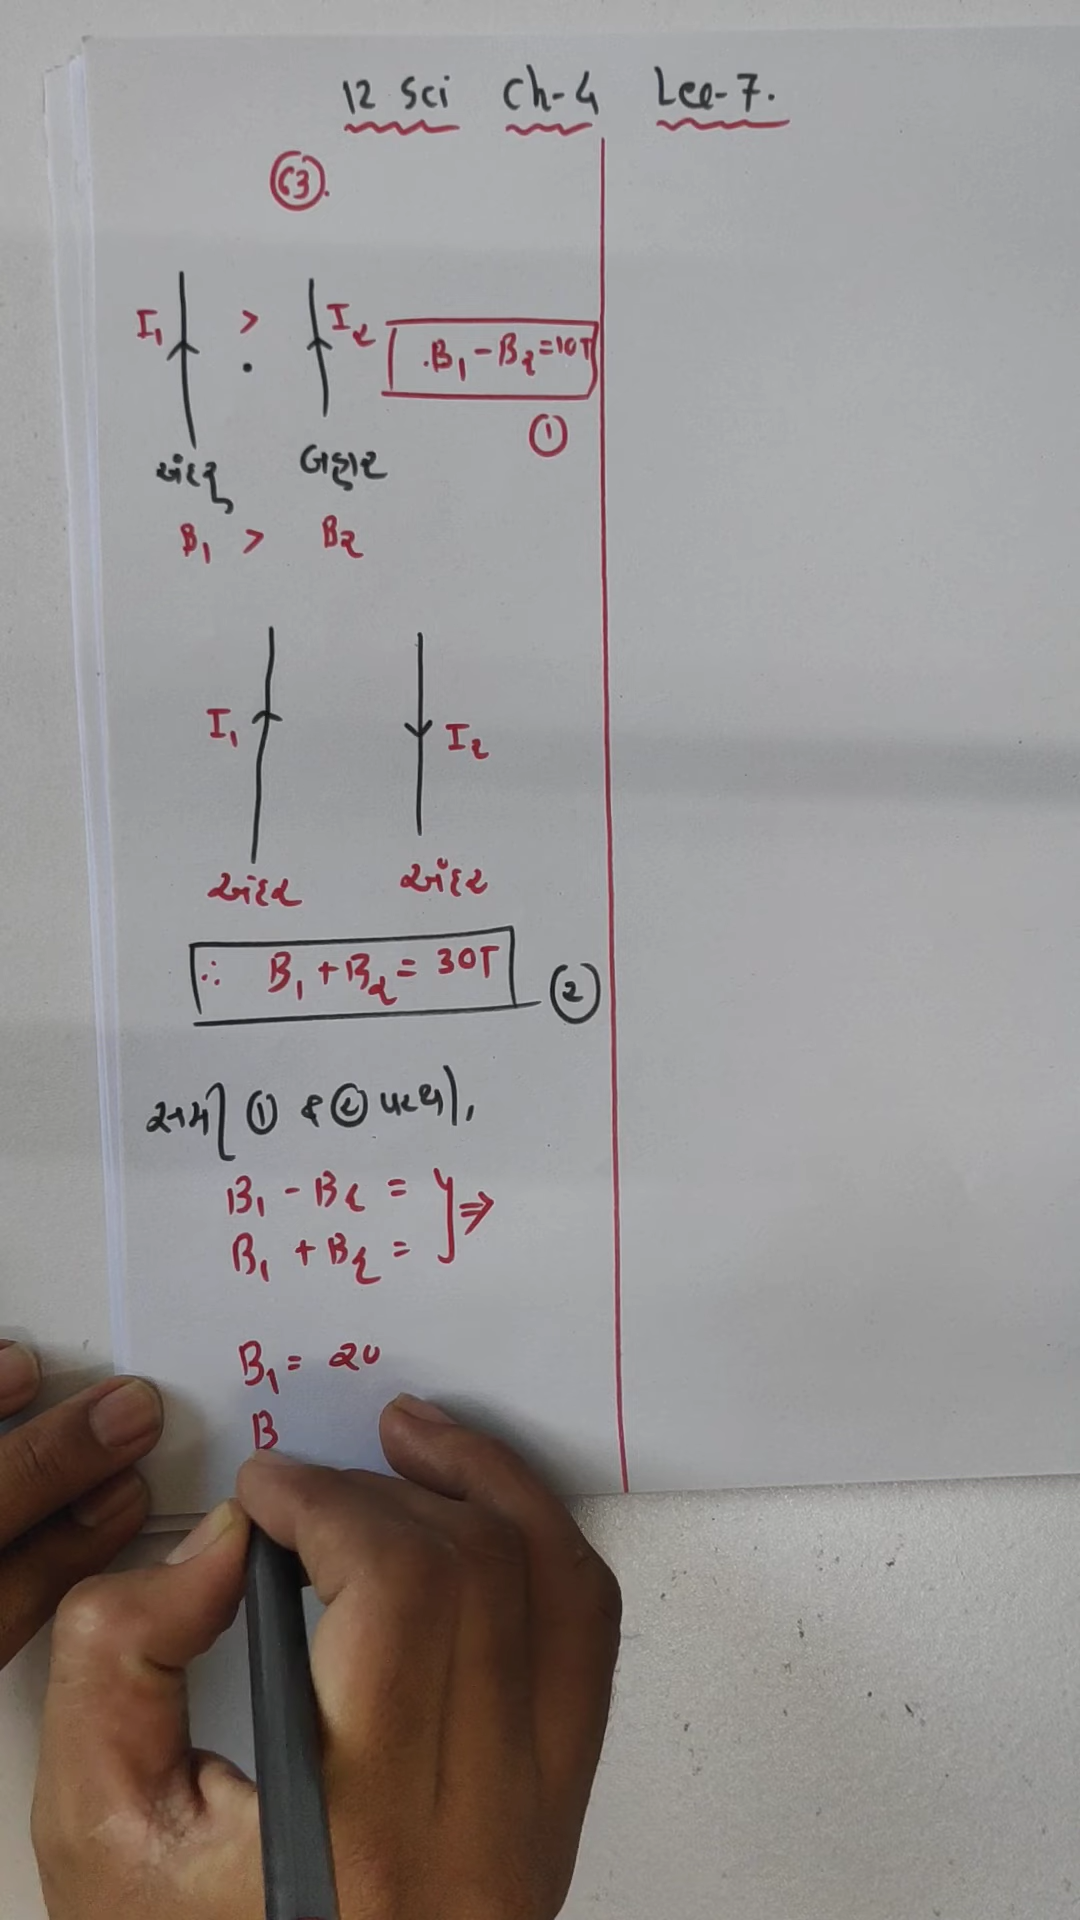 12 Sci Ch-4 Lec-7.
63.
I₁ > I₂
B₁ - B₂ = 10T
①
અંદર બહાર
B₁ > B₂
I₁ I₂
અંદર અંદર
∴ B₁ + B₂ = 30T ②
સમી ① & ② પરથી,
B₁ - B₂ = } ⇒
B₁ + B₂ =
B₁ = 20
B